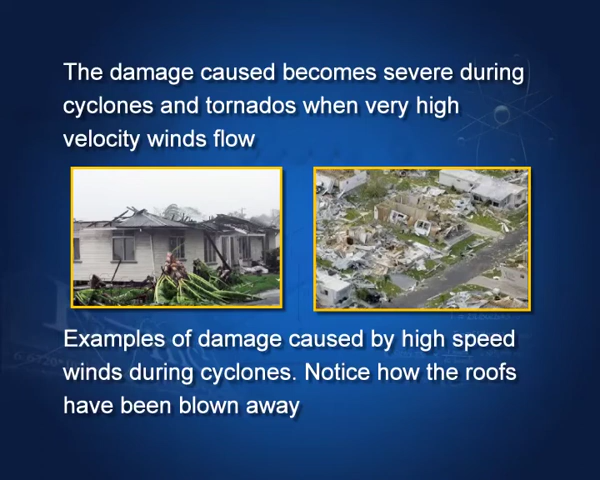 The damage caused becomes severe during
cyclones and tornados when very high
velocity winds flow
Examples of damage caused by high speed
winds during cyclones. Notice how the roofs
have been blown away